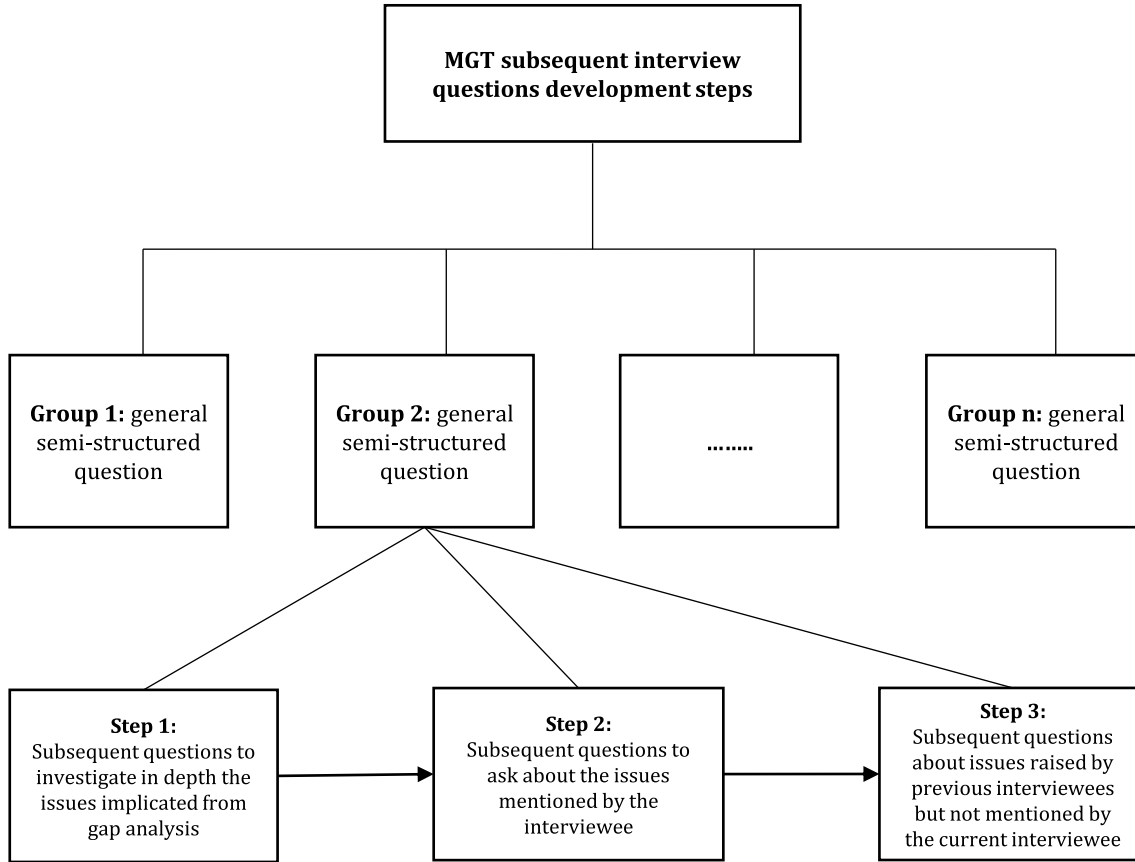 MGT subsequent interview
questions development steps
Group 1: general
semi-structured
question
Group 2: general
semi-structured
question
........
Group n: general
semi-structured
question
Step 1:
Subsequent questions to
investigate in depth the
issues implicated from
gap analysis
Step 2:
Subsequent questions to
ask about the issues
mentioned by the
interviewee
Step 3:
Subsequent questions
about issues raised by
previous interviewees
but not mentioned by
the current interviewee